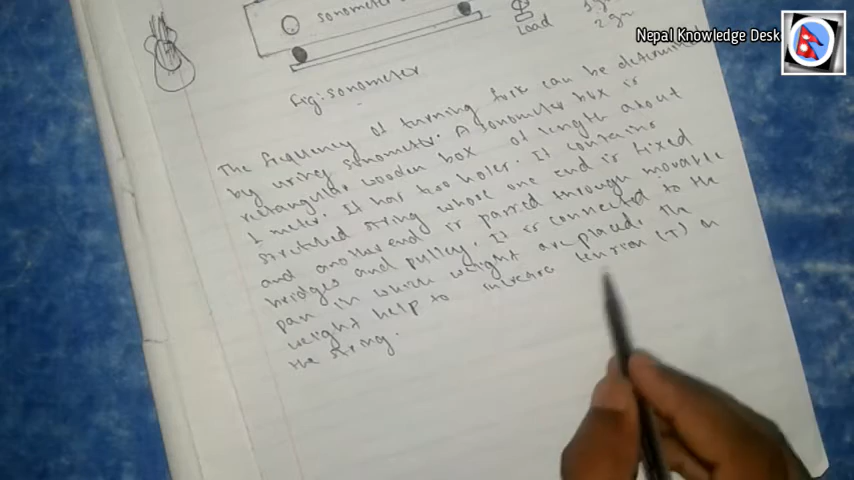 sonometer
Load
2 gm
Nepal Knowledge Desk
Fig: sonometer
The frequency of turning fork can be determined
by using sonometer. A sonometer box is
rectangular wooden box of length about
1 meter. It has two holes. It contains
stretched string whose one end is fixed
and another end is passed through movable
bridges and pulley. It is connected to the
pan in which weight are placed. The
weight help to increase tension (T) on
the string.